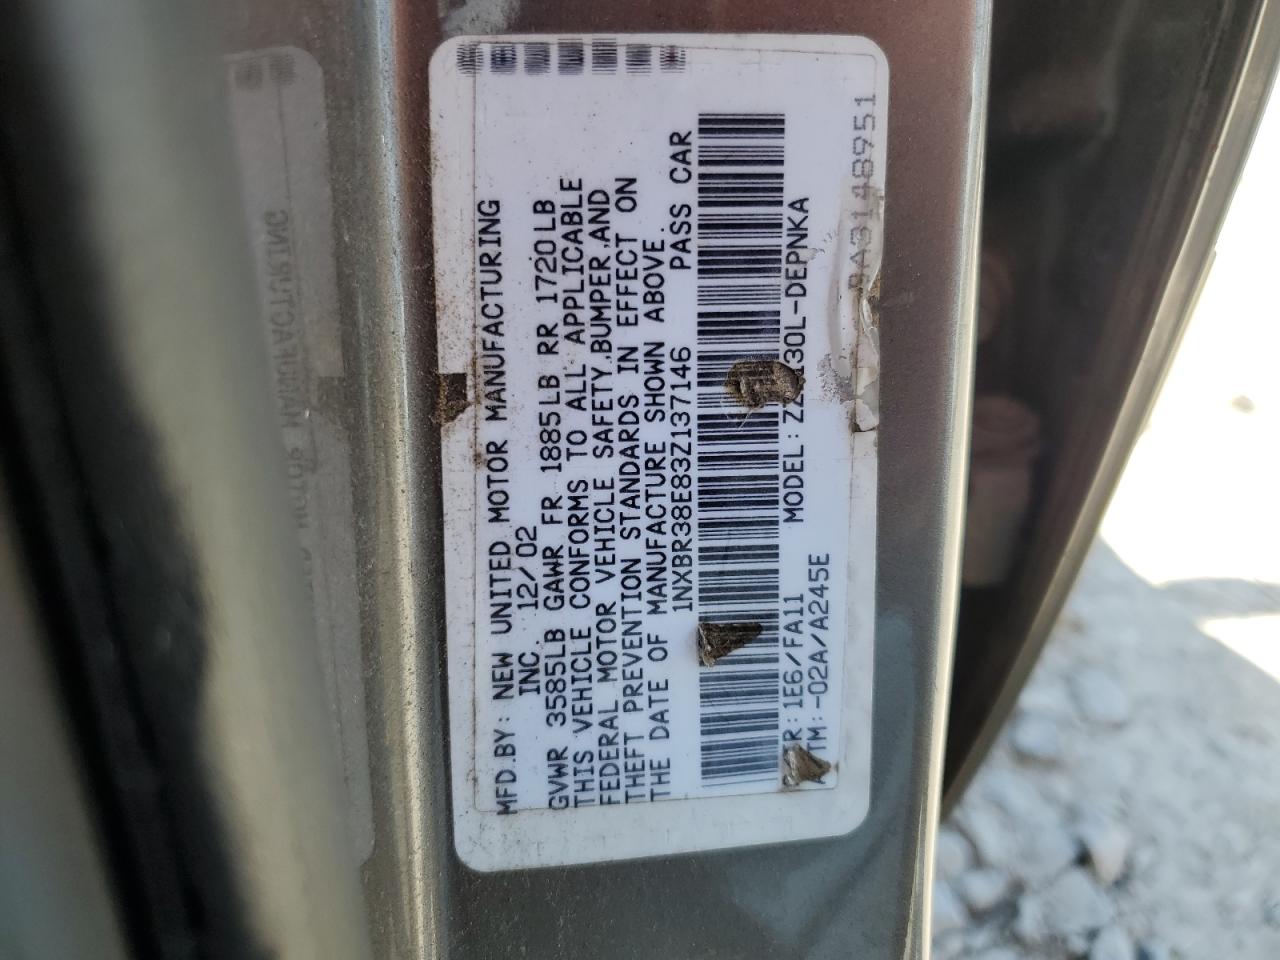 MFD.BY: NEW UNITED MOTOR MANUFACTURING
INC. 12/02
GVWR 3585LB GAWR FR 1885LB RR 1720LB
THIS VEHICLE CONFORMS TO ALL APPLICABLE
FEDERAL MOTOR VEHICLE SAFETY,BUMPER,AND
THEFT PREVENTION STANDARDS IN EFFECT ON
THE DATE OF MANUFACTURE SHOWN ABOVE.
1NXBR38E83Z137146 PASS CAR
R:1E6/FA11 MODEL: 30L-DEPNKA
TM:-02A/A245E
A3148951